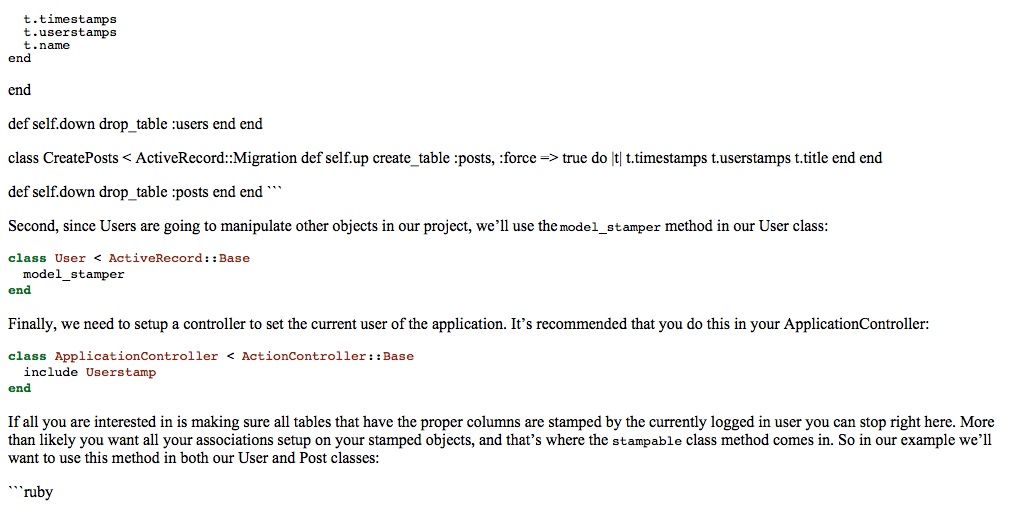 t.timestamps
  t.userstamps
  t.name
end
end
def self.down drop_table :users end end
class CreatePosts < ActiveRecord::Migration def self.up create_table :posts, :force => true do |t| t.timestamps t.userstamps t.title end end
def self.down drop_table :posts end end ```
Second, since Users are going to manipulate other objects in our project, we’ll use the model_stamper method in our User class:
class User < ActiveRecord::Base
  model_stamper
end
Finally, we need to setup a controller to set the current user of the application. It’s recommended that you do this in your ApplicationController:
class ApplicationController < ActionController::Base
  include Userstamp
end
If all you are interested in is making sure all tables that have the proper columns are stamped by the currently logged in user you can stop right here. More
than likely you want all your associations setup on your stamped objects, and that’s where the stampable class method comes in. So in our example we’ll
want to use this method in both our User and Post classes:
```ruby